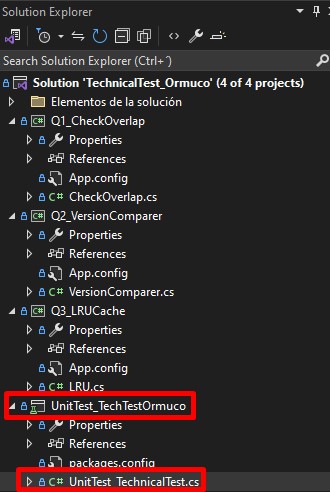 Solution Explorer
Search Solution Explorer (Ctrl+´)
Solution 'TechnicalTest_Ormuco' (4 of 4 projects)
Elementos de la solución
C# Q1_CheckOverlap
Properties
References
App.config
C# CheckOverlap.cs
C# Q2_VersionComparer
Properties
References
App.config
C# VersionComparer.cs
C# Q3_LRUCache
Properties
References
App.config
C# LRU.cs
UnitTest_TechTestOrmuco
Properties
References
packages.config
C# UnitTest_TechnicalTest.cs